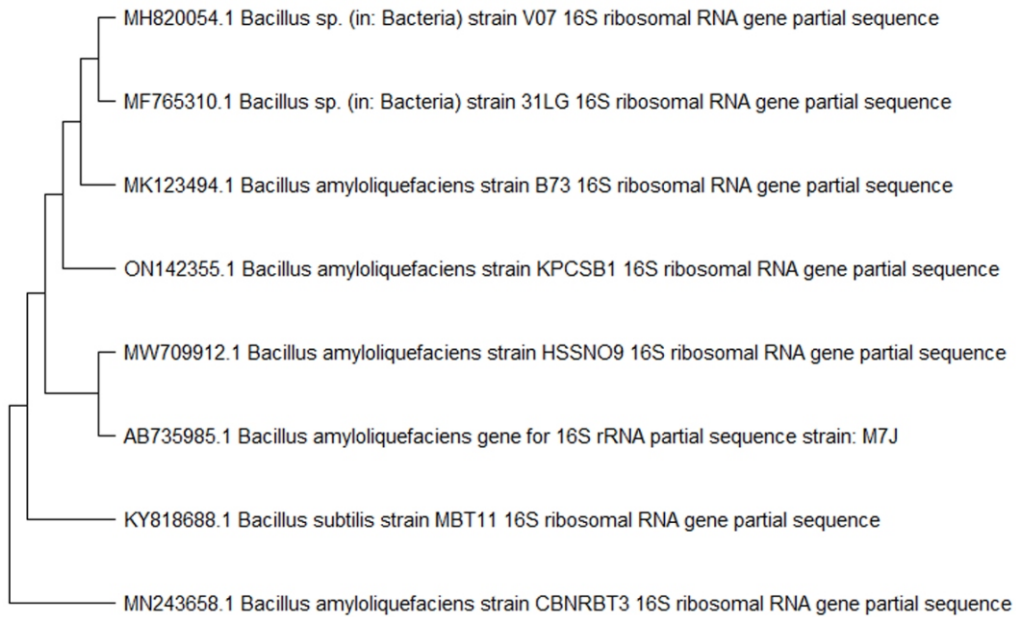 MH820054.1 Bacillus sp. (in: Bacteria) strain V07 16S ribosomal RNA gene partial sequence
MF765310.1 Bacillus sp. (in: Bacteria) strain 31LG 16S ribosomal RNA gene partial sequence
MK123494.1 Bacillus amyloliquefaciens strain B73 16S ribosomal RNA gene partial sequence
ON142355.1 Bacillus amyloliquefaciens strain KPCSB1 16S ribosomal RNA gene partial sequence
MW709912.1 Bacillus amyloliquefaciens strain HSSNO9 16S ribosomal RNA gene partial sequence
AB735985.1 Bacillus amyloliquefaciens gene for 16S rRNA partial sequence strain: M7J
KY818688.1 Bacillus subtilis strain MBT11 16S ribosomal RNA gene partial sequence
MN243658.1 Bacillus amyloliquefaciens strain CBNRBT3 16S ribosomal RNA gene partial sequence